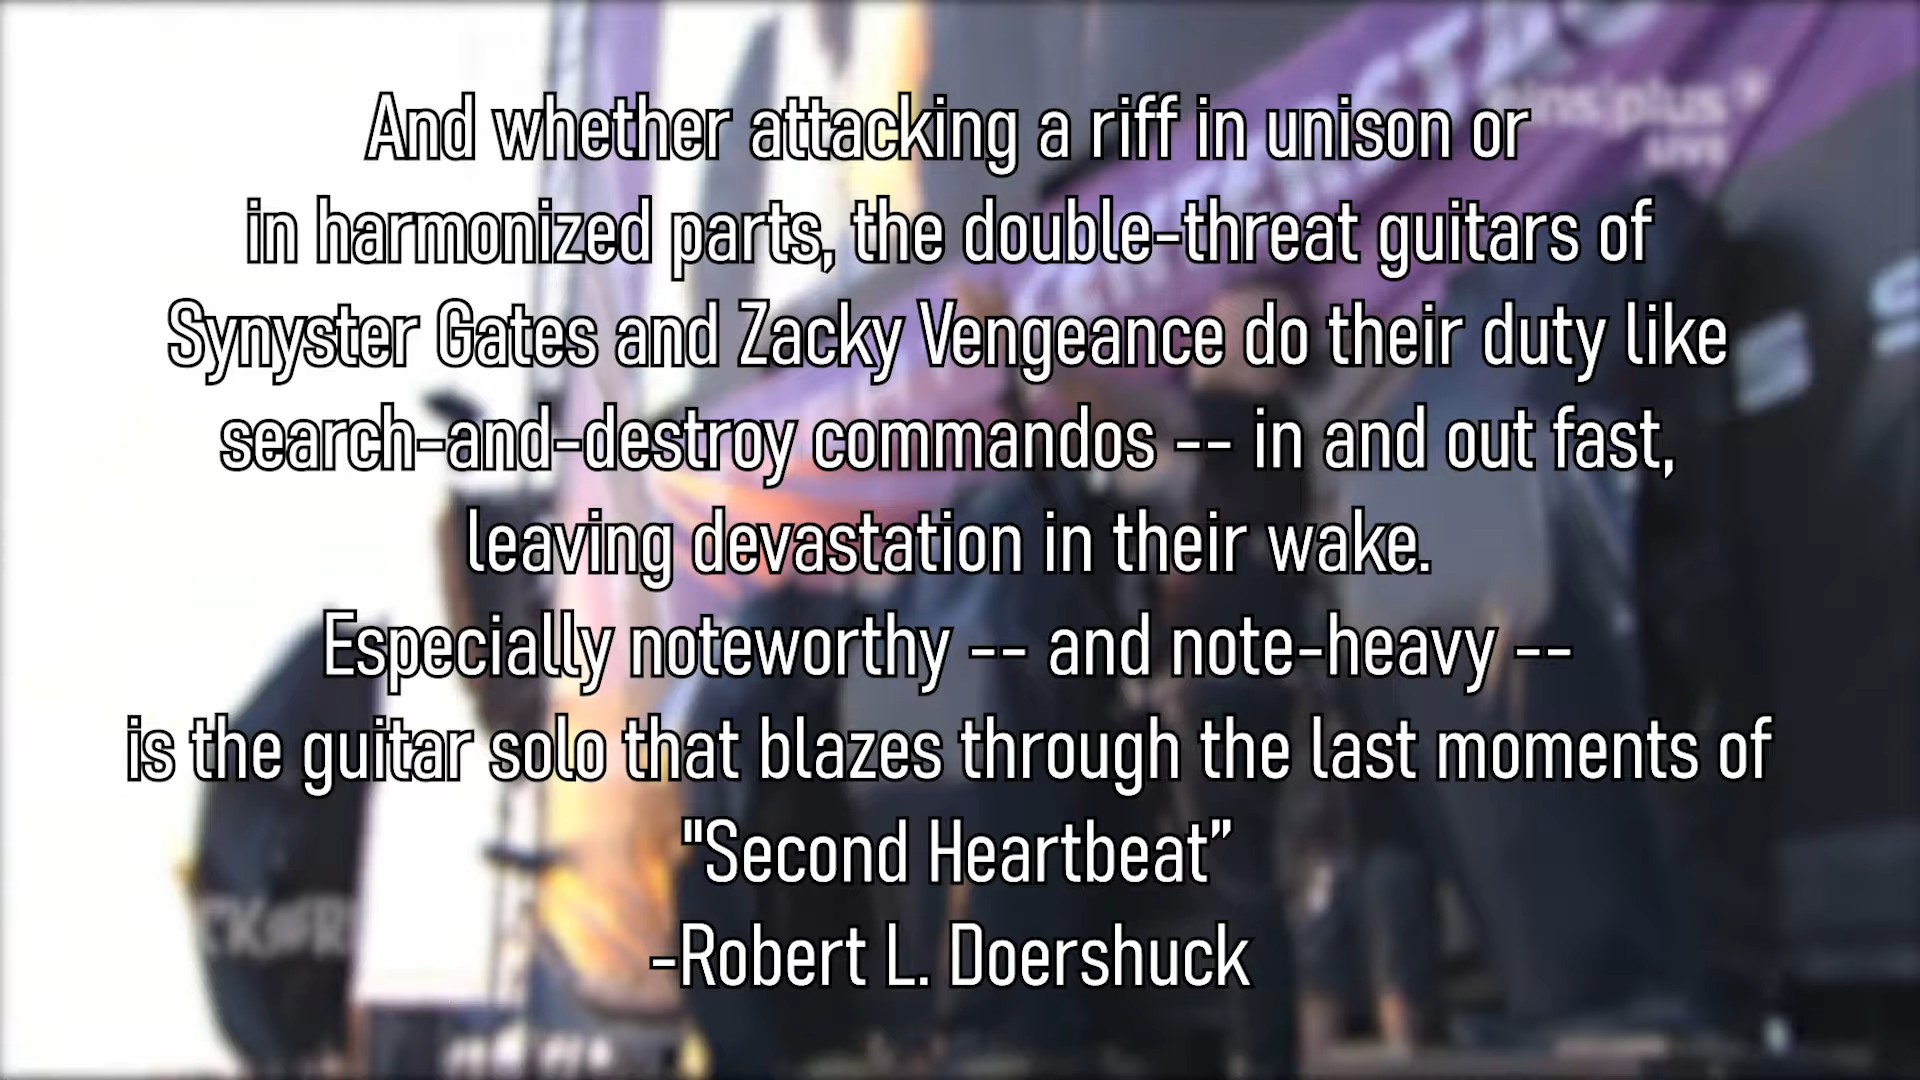 And whether attacking a riff in unison or
in harmonized parts, the double-threat guitars of
Synyster Gates and Zacky Vengeance do their duty like
search-and-destroy commandos -- in and out fast,
leaving devastation in their wake.
Especially noteworthy -- and note-heavy --
is the guitar solo that blazes through the last moments of
"Second Heartbeat”
-Robert L. Doershuck
eins|plus
LIVE